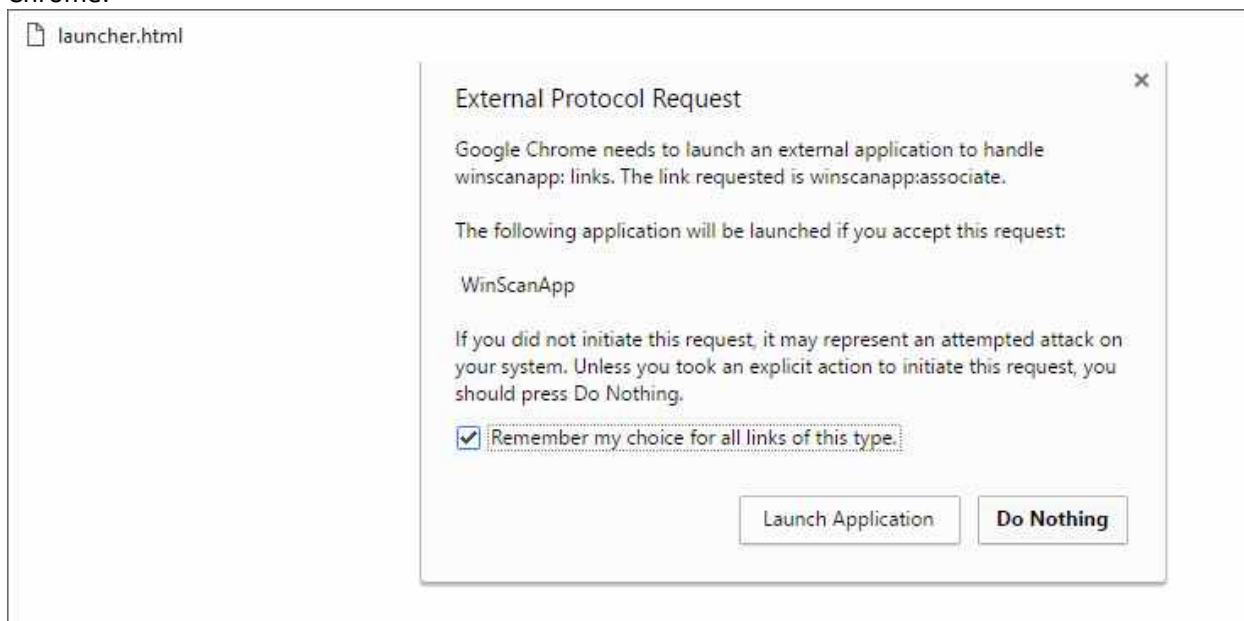 Chrome:
launcher.html
External Protocol Request
Google Chrome needs to launch an external application to handle
winscanapp: links. The link requested is winscanapp:associate.
The following application will be launched if you accept this request:
WinScanApp
If you did not initiate this request, it may represent an attempted attack on
your system. Unless you took an explicit action to initiate this request, you
should press Do Nothing.
Remember my choice for all links of this type.
Launch Application Do Nothing